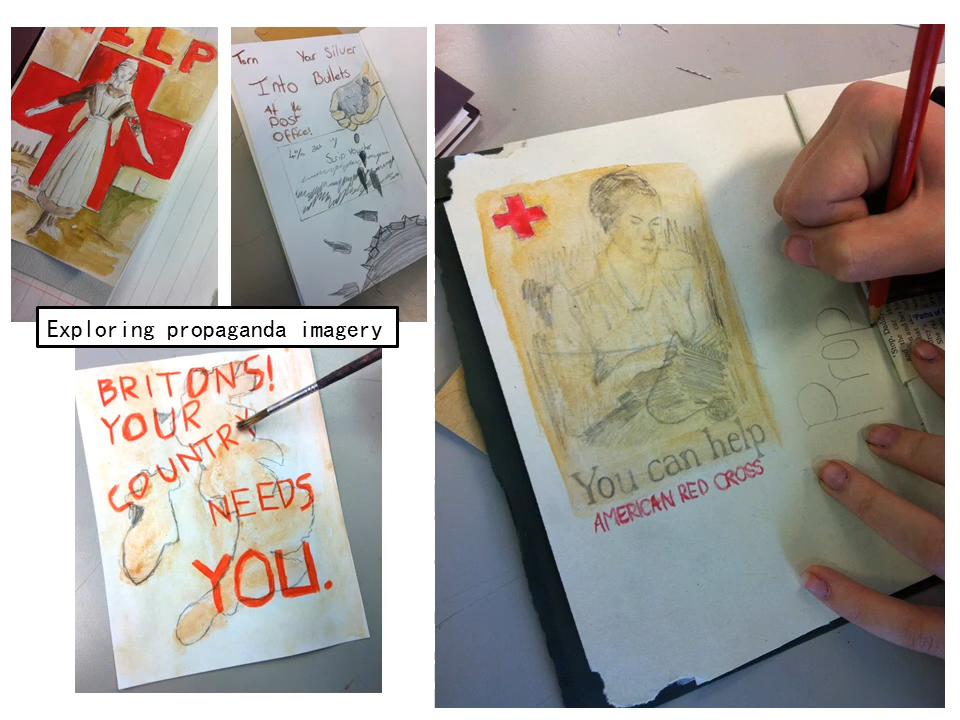 HELP
Turn Your Silver
Into Bullets
At the
Post
Office!
Exploring propaganda imagery
BRITONS!
YOUR
COUNTRY
NEEDS
YOU.
You can help
AMERICAN RED CROSS
Prop